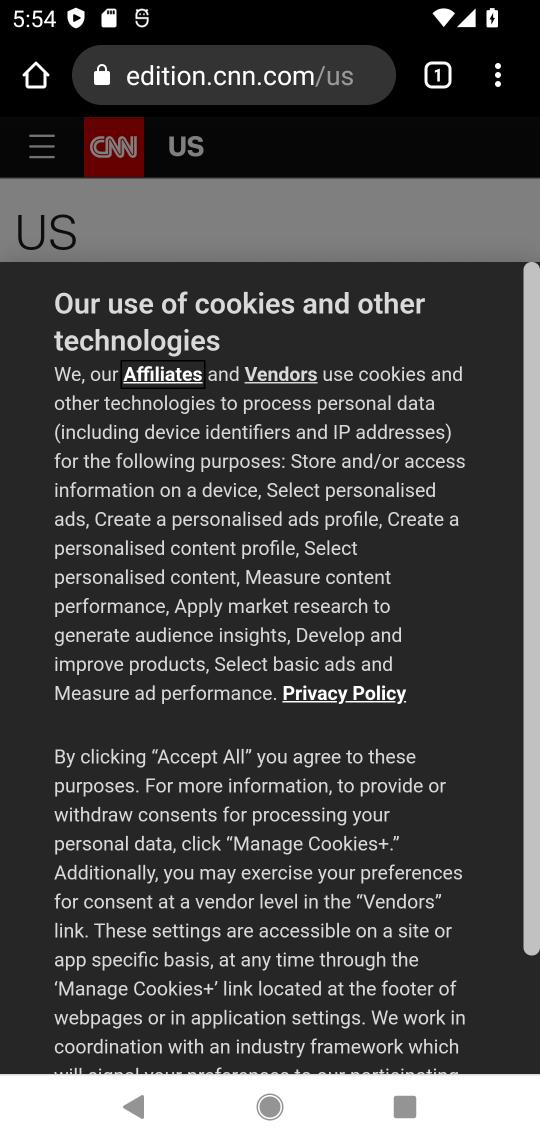 5:54
edition.cnn.com/us
1
CNN US
US
Our use of cookies and other
technologies
We, our Affiliates and Vendors use cookies and
other technologies to process personal data
(including device identifiers and IP addresses)
for the following purposes: Store and/or access
information on a device, Select personalised
ads, Create a personalised ads profile, Create a
personalised content profile, Select
personalised content, Measure content
performance, Apply market research to
generate audience insights, Develop and
improve products, Select basic ads and
Measure ad performance. Privacy Policy
By clicking “Accept All” you agree to these
purposes. For more information, to provide or
withdraw consents for processing your
personal data, click “Manage Cookies+.”
Additionally, you may exercise your preferences
for consent at a vendor level in the “Vendors”
link. These settings are accessible on a site or
app specific basis, at any time through the
‘Manage Cookies+’ link located at the footer of
webpages or in application settings. We work in
coordination with an industry framework which
will signal your preferences to our participating